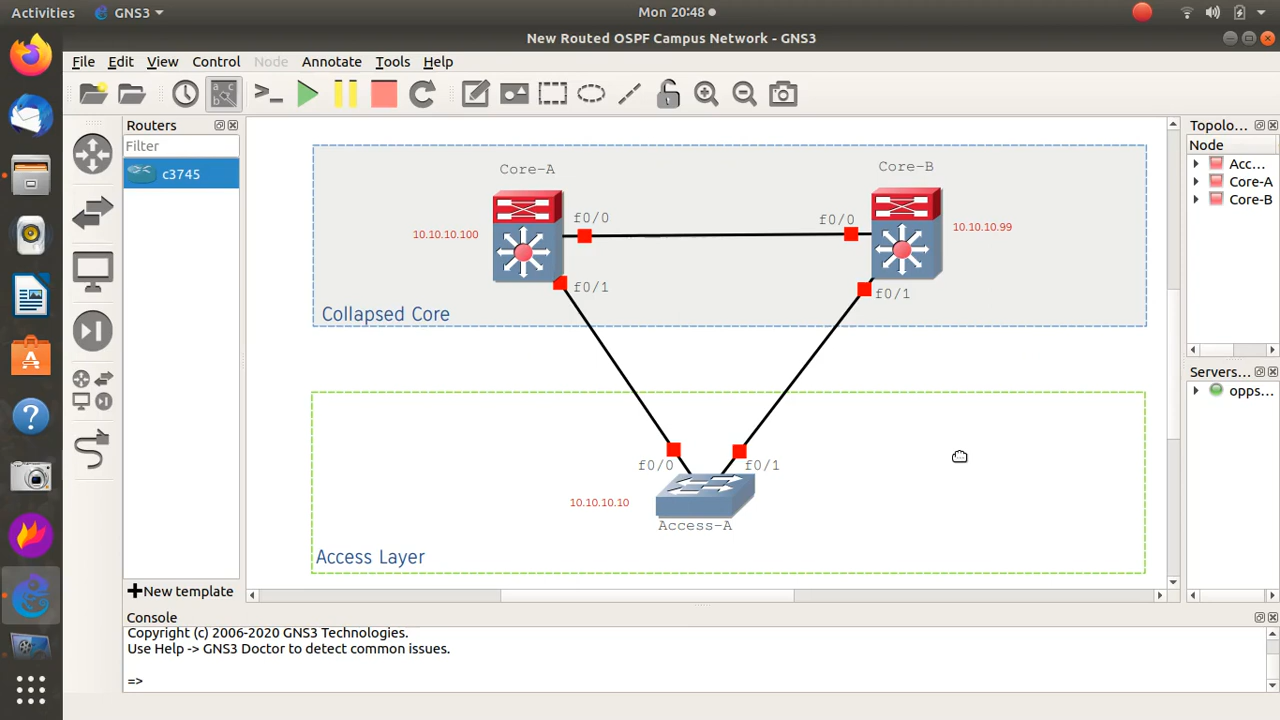 Activities GNS3 Mon 20:48
New Routed OSPF Campus Network - GNS3
File Edit View Control Node Annotate Tools Help
Routers
Filter
c3745
New template
Core-A
Core-B
f0/0
f0/0
10.10.10.100
10.10.10.99
f0/1
f0/1
Collapsed Core
f0/0
f0/1
10.10.10.10
Access-A
Access Layer
Topolo...
Node
Acc...
Core-A
Core-B
Servers...
opps...
Console
Copyright (c) 2006-2020 GNS3 Technologies.
Use Help -> GNS3 Doctor to detect common issues.
=>